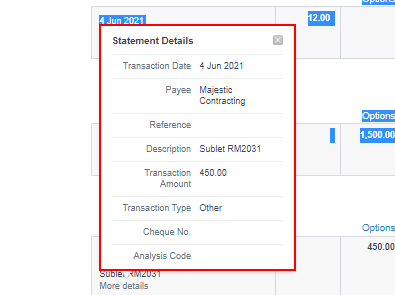 Options
4 Jun 2021
12.00
Statement Details
Transaction Date 4 Jun 2021
Payee Majestic
Contracting
Reference
Description Sublet RM2031
Transaction 450.00
Amount
Transaction Type Other
Cheque No.
Analysis Code
Options
1,500.00
Options
450.00
Sublet RM2031
More details